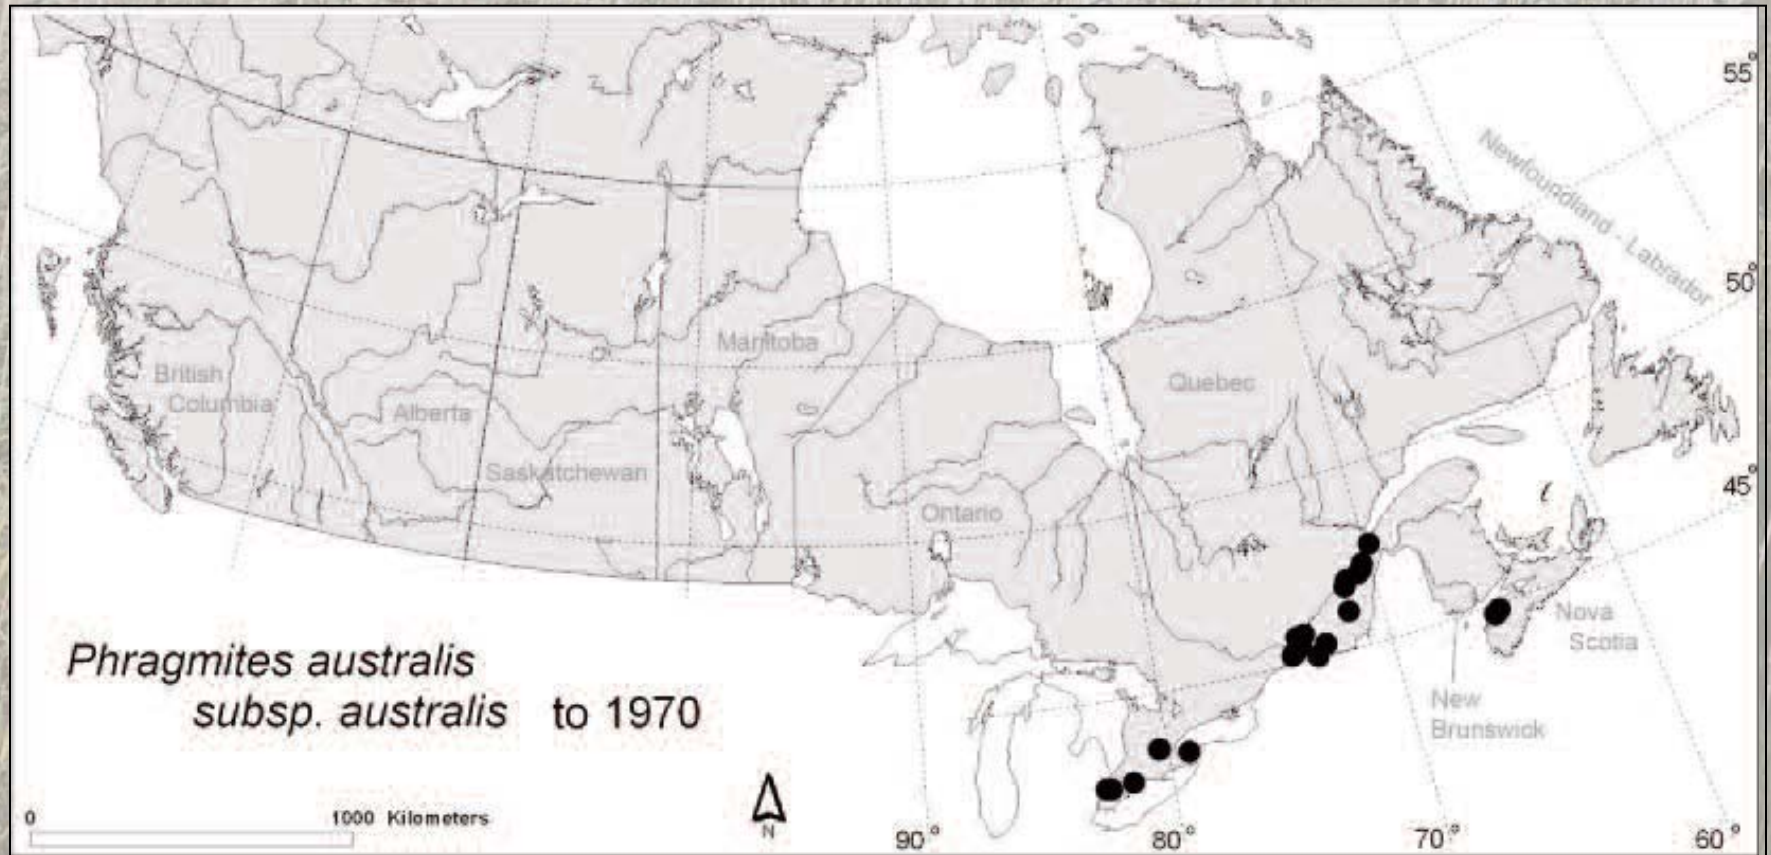 55°
Newfoundland - Labrador
50°
Manitoba
British
Columbia
Quebec
Alberta
Saskatchewan
45°
Ontario
Nova
Scotia
Phragmites australis
subsp. australis to 1970
New
Brunswick
0 1000 Kilometers
N
90° 80° 70° 60°